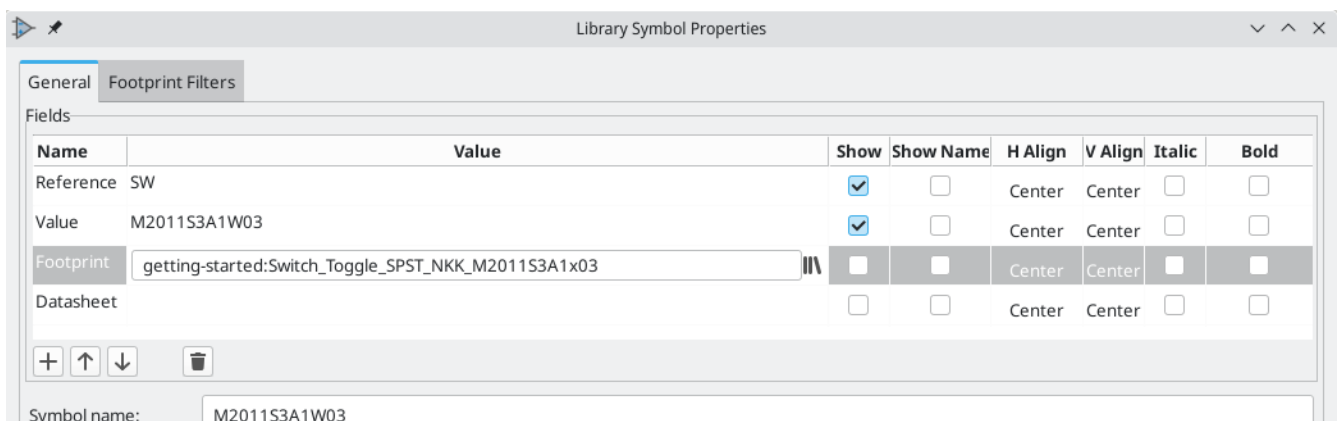 Library Symbol Properties
General Footprint Filters
Fields
Name Value Show Show Name H Align V Align Italic Bold
Reference SW Center Center
Value M2011S3A1W03 Center Center
Footprint getting-started:Switch_Toggle_SPST_NKK_M2011S3A1x03 Center Center
Datasheet Center Center
Symbol name: M2011S3A1W03